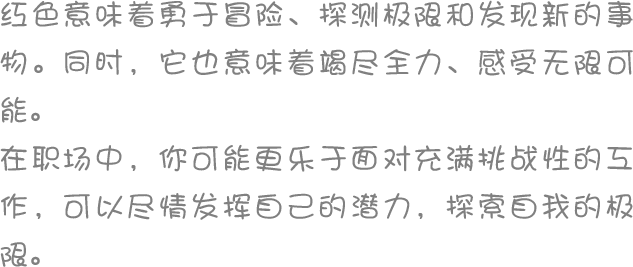 红色意味着勇于冒险、探测极限和发现新的事
物。同时，它也意味着竭尽全力、感受无限可
能。
在职场中，你可能更乐于面对充满挑战性的工
作，可以尽情发挥自己的潜力，探索自我的极
限。